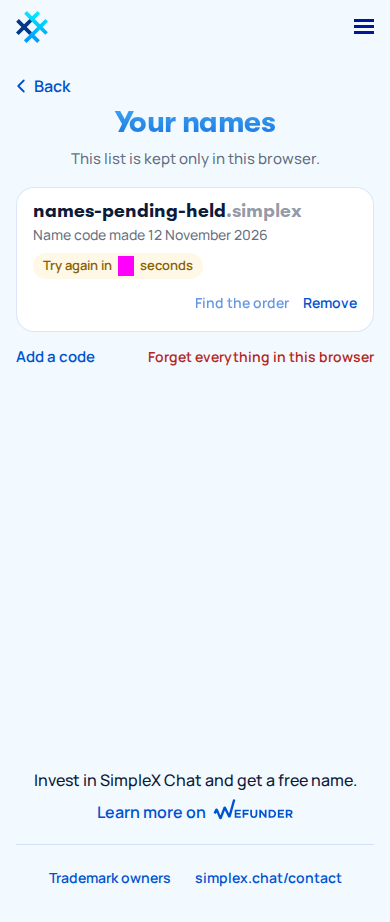 Back
Your names
This list is kept only in this browser.
names-pending-held.simplex
Name code made 12 November 2026
Try again in seconds
Find the order Remove
Add a code Forget everything in this browser
Invest in SimpleX Chat and get a free name.
Learn more on WEFUNDER
Trademark owners simplex.chat/contact